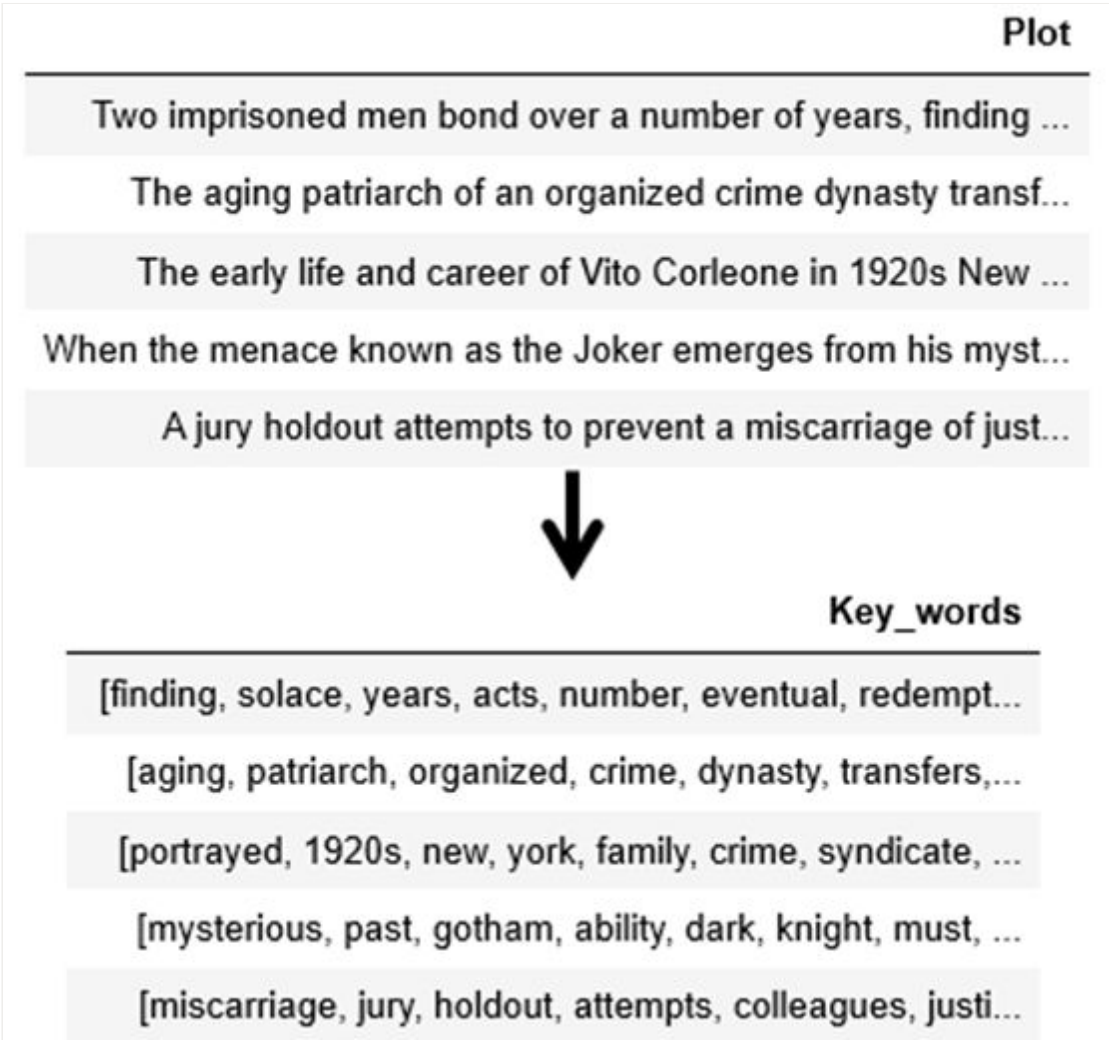 Plot
Two imprisoned men bond over a number of years, finding ...
The aging patriarch of an organized crime dynasty transf...
The early life and career of Vito Corleone in 1920s New ...
When the menace known as the Joker emerges from his myst...
A jury holdout attempts to prevent a miscarriage of just...
Key_words
[finding, solace, years, acts, number, eventual, redempt...
[aging, patriarch, organized, crime, dynasty, transfers,...
[portrayed, 1920s, new, york, family, crime, syndicate, ...
[mysterious, past, gotham, ability, dark, knight, must, ...
[miscarriage, jury, holdout, attempts, colleagues, justi...